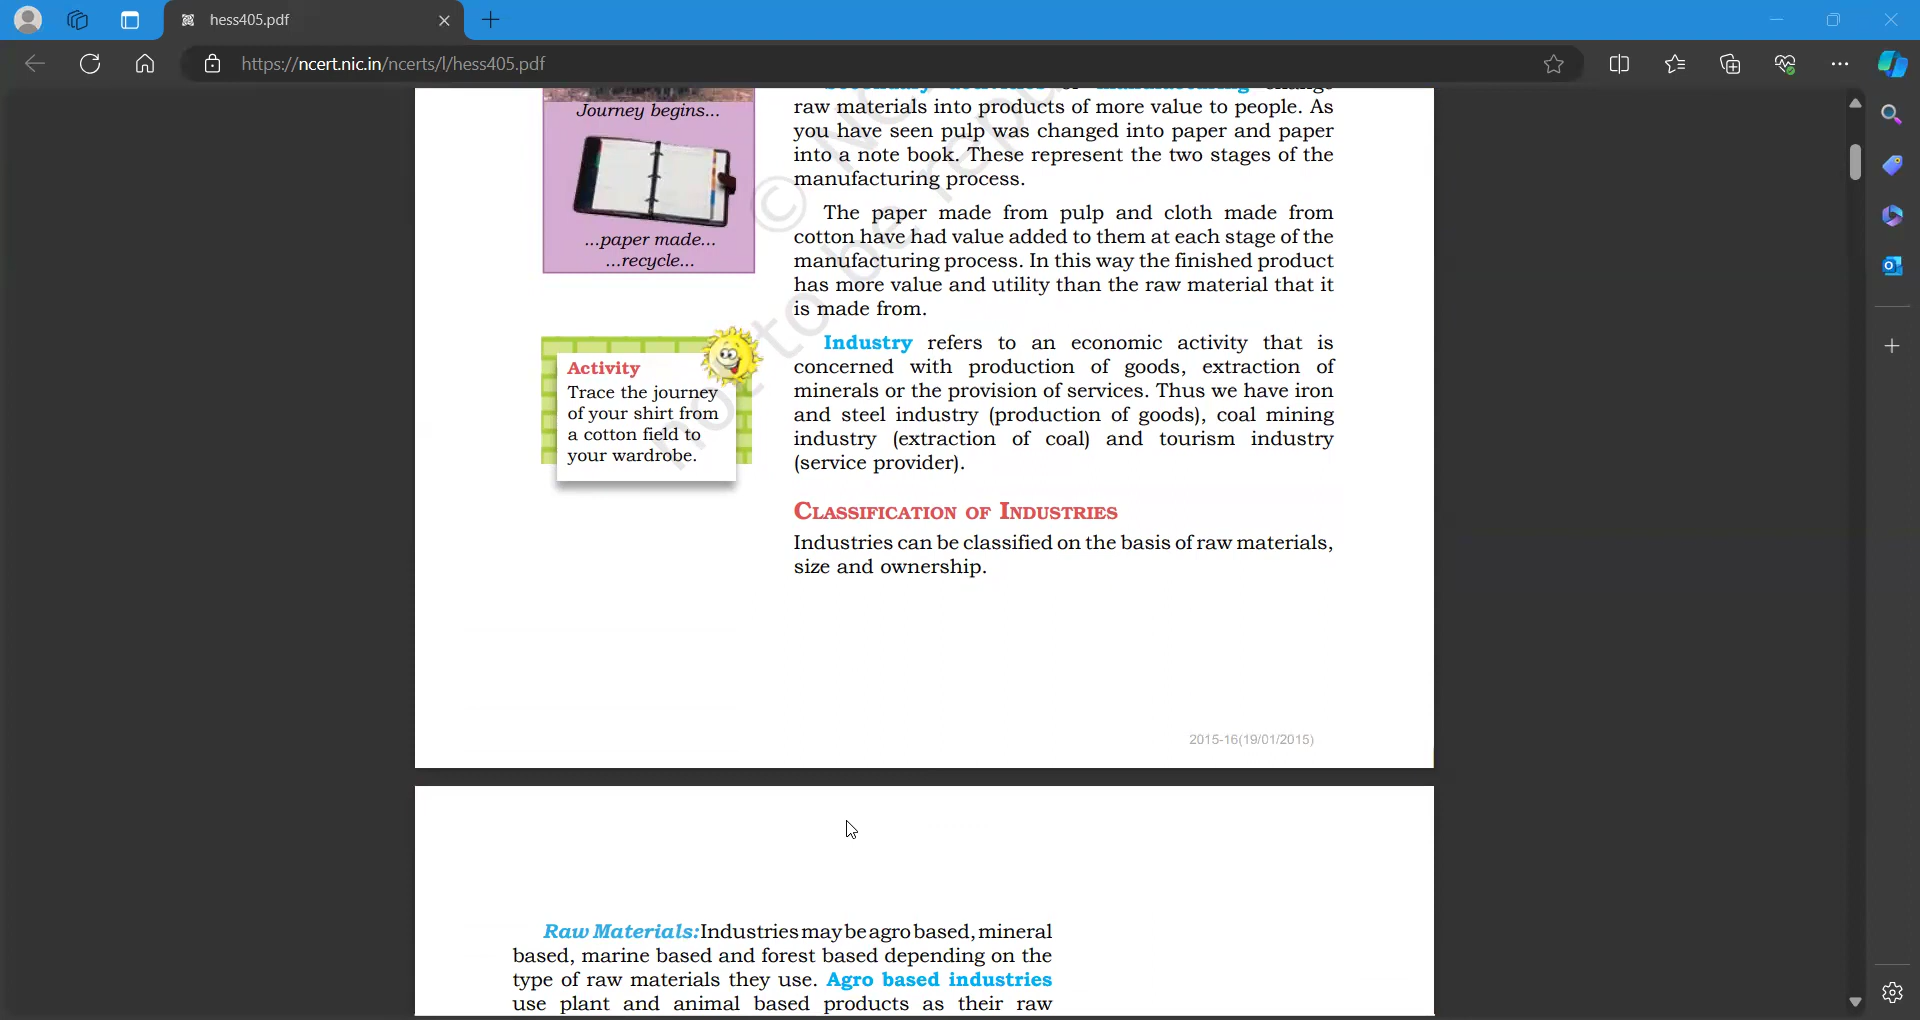 hess405.pdf
https://ncert.nic.in/ncerts/l/hess405.pdf
Journey begins...
...paper made...
...recycle...
Activity
Trace the journey
of your shirt from
a cotton field to
your wardrobe.
raw materials into products of more value to people. As
you have seen pulp was changed into paper and paper
into a note book. These represent the two stages of the
manufacturing process.
The paper made from pulp and cloth made from
cotton have had value added to them at each stage of the
manufacturing process. In this way the finished product
has more value and utility than the raw material that it
is made from.
Industry refers to an economic activity that is
concerned with production of goods, extraction of
minerals or the provision of services. Thus we have iron
and steel industry (production of goods), coal mining
industry (extraction of coal) and tourism industry
(service provider).
CLASSIFICATION OF INDUSTRIES
Industries can be classified on the basis of raw materials,
size and ownership.
2015-16(19/01/2015)
Raw Materials: Industries may be agro based, mineral
based, marine based and forest based depending on the
type of raw materials they use. Agro based industries
use plant and animal based products as their raw
not to be